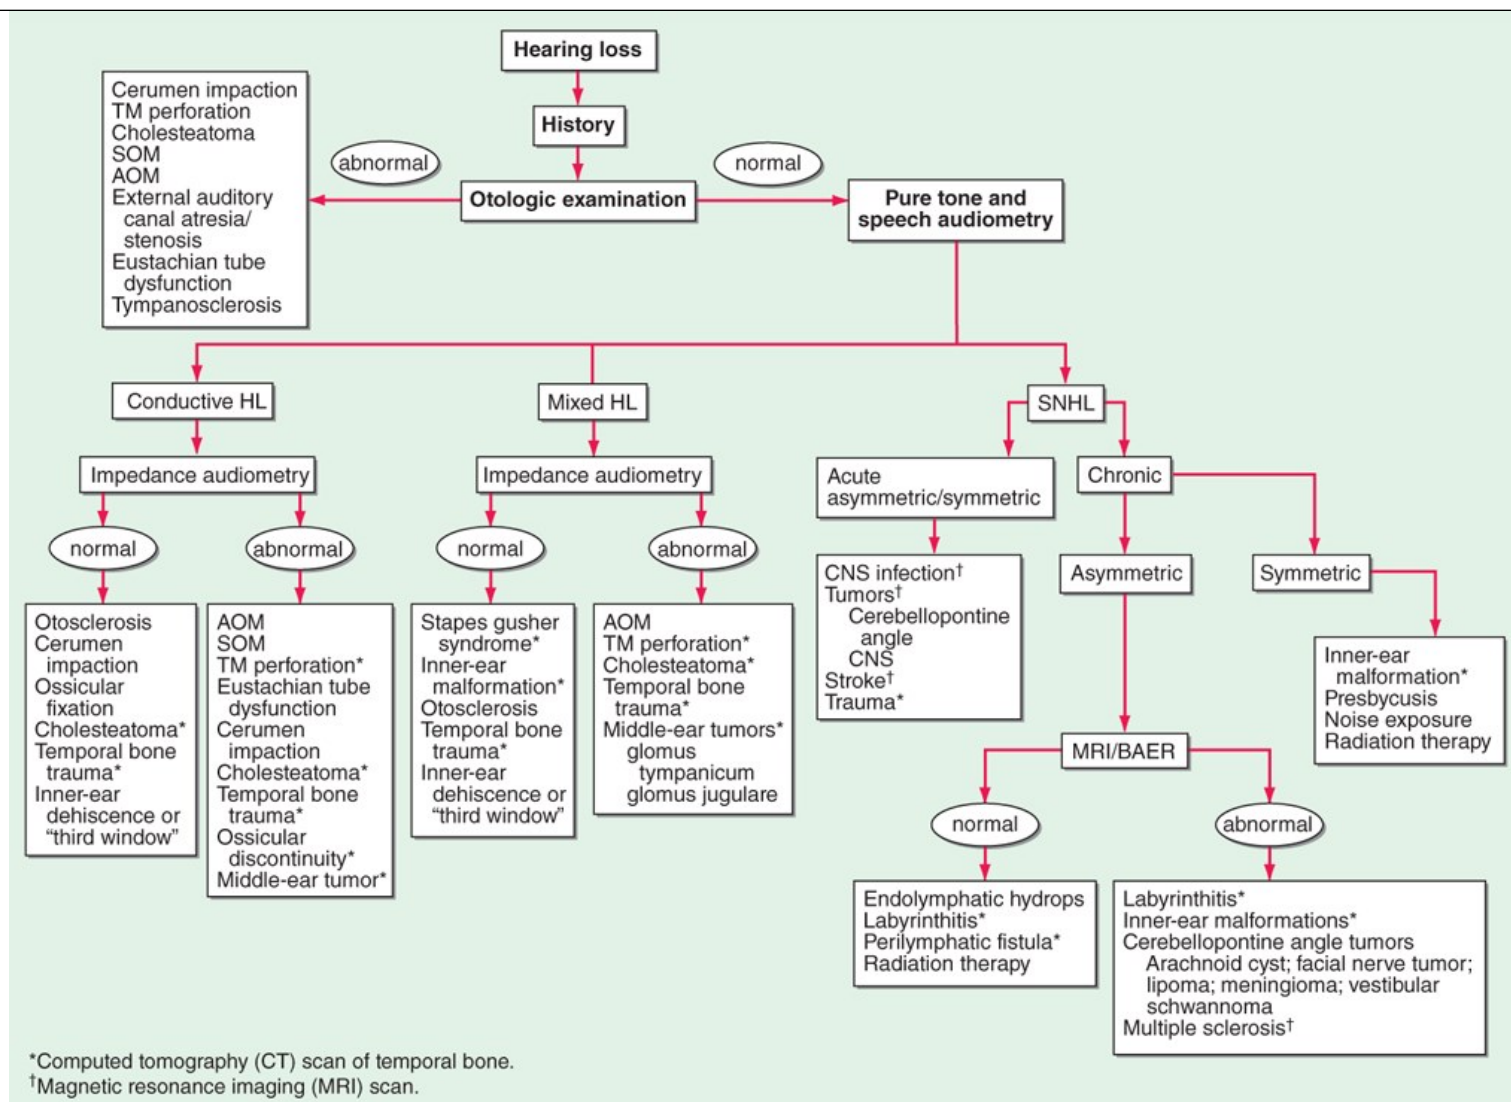 Hearing loss
History
abnormal
normal
Otologic examination
Cerumen impaction
TM perforation
Cholesteatoma
SOM
AOM
External auditory
canal atresia/
stenosis
Eustachian tube
dysfunction
Tympanosclerosis
Pure tone and
speech audiometry
Conductive HL
Mixed HL
SNHL
Impedance audiometry
Impedance audiometry
Acute
asymmetric/symmetric
Chronic
normal
abnormal
normal
abnormal
Asymmetric
Symmetric
Otosclerosis
Cerumen
impaction
Ossicular
fixation
Cholesteatoma*
Temporal bone
trauma*
Inner-ear
dehiscence or
“third window”
AOM
SOM
TM perforation*
Eustachian tube
dysfunction
Cerumen
impaction
Cholesteatoma*
Temporal bone
trauma*
Ossicular
discontinuity*
Middle-ear tumor*
Stapes gusher
syndrome*
Inner-ear
malformation*
Otosclerosis
Temporal bone
trauma*
Inner-ear
dehiscence or
“third window”
AOM
TM perforation*
Cholesteatoma*
Temporal bone
trauma*
Middle-ear tumors*
glomus
tympanicum
glomus jugulare
CNS infection†
Tumors†
Cerebellopontine
angle
CNS
Stroke†
Trauma*
Inner-ear
malformation*
Presbycusis
Noise exposure
Radiation therapy
MRI/BAER
normal
abnormal
Endolymphatic hydrops
Labyrinthitis*
Perilymphatic fistula*
Radiation therapy
Labyrinthitis*
Inner-ear malformations*
Cerebellopontine angle tumors
Arachnoid cyst; facial nerve tumor;
lipoma; meningioma; vestibular
schwannoma
Multiple sclerosis†
*Computed tomography (CT) scan of temporal bone.
†Magnetic resonance imaging (MRI) scan.